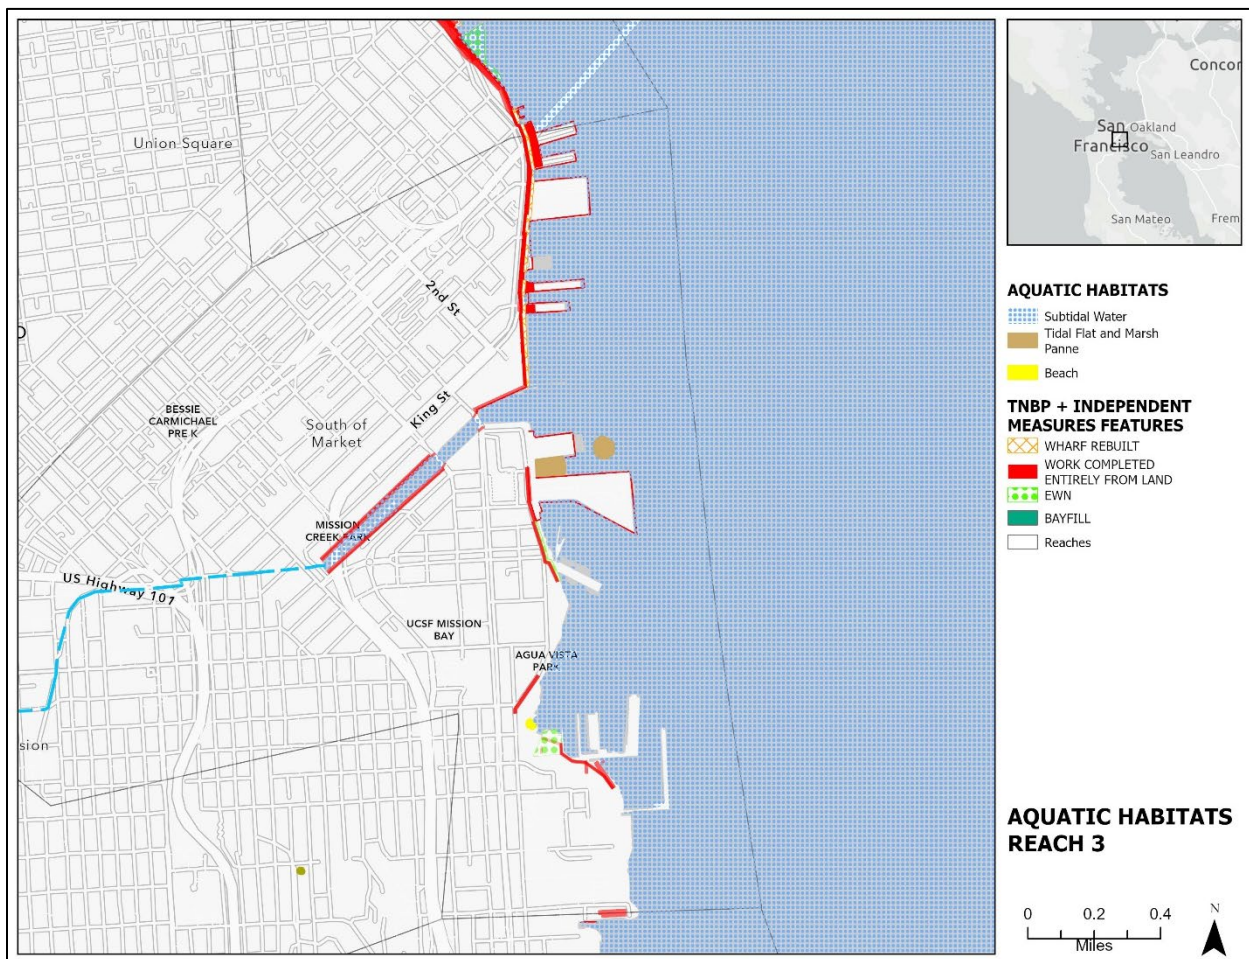 Union Square
2nd St
King St
BESSIE
CARMICHAEL
PRE K
South of
Market
MISSION
CREEK PARK
US Highway 101
UCSF MISSION
BAY
AGUA VISTA
PARK
sion
Concor
San
Oakland
Francisco
San Leandro
San Mateo
Frem
AQUATIC HABITATS
Subtidal Water
Tidal Flat and Marsh
Panne
Beach
TNBP + INDEPENDENT
MEASURES FEATURES
WHARF REBUILT
WORK COMPLETED
ENTIRELY FROM LAND
EWN
BAYFILL
Reaches
AQUATIC HABITATS
REACH 3
0 0.2 0.4
Miles
N